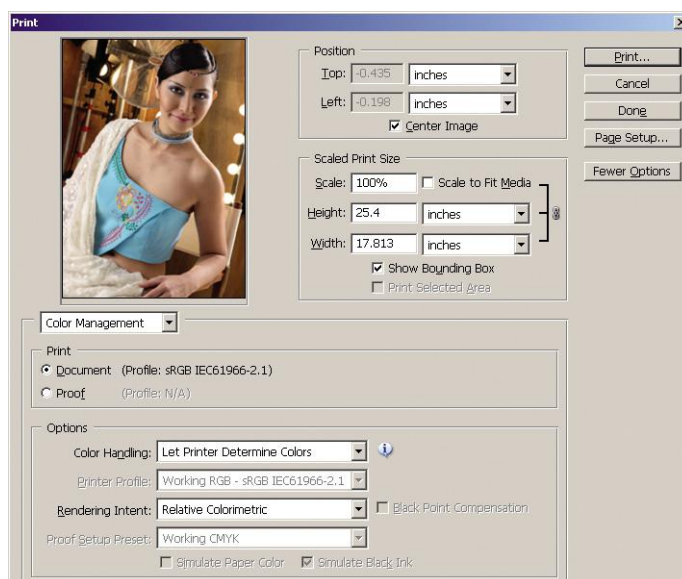 Print
Position
Top: -0.435 inches
Left: -0.198 inches
Center Image
Print...
Cancel
Done
Page Setup...
Fewer Options
Scaled Print Size
Scale: 100% Scale to Fit Media
Height: 25.4 inches
Width: 17.813 inches
Show Bounding Box
Print Selected Area
Color Management
Print
Document (Profile: sRGB IEC61966-2.1)
Proof (Profile: N/A)
Options
Color Handling: Let Printer Determine Colors
Printer Profile: Working RGB - sRGB IEC61966-2.1
Rendering Intent: Relative Colorimetric Black Point Compensation
Proof Setup Preset: Working CMYK
Simulate Paper Color Simulate Black Ink